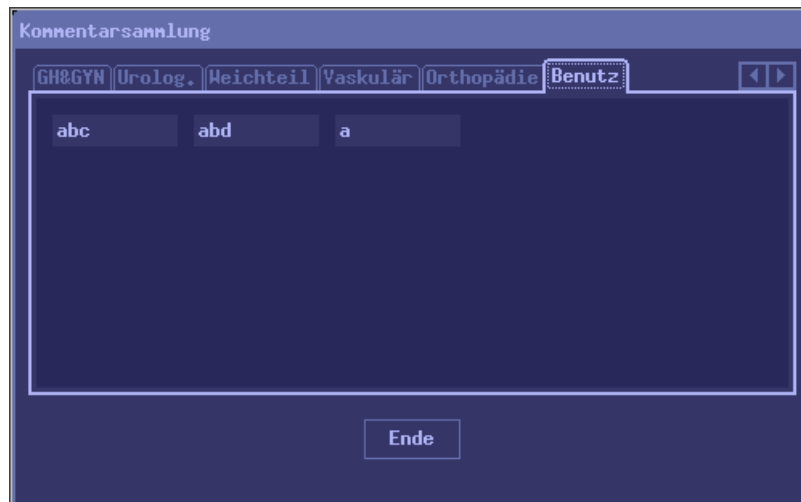 Kommentarsammlung
GH&GYN Urolog. Weichteil Vaskulär Orthopädie Benutz
abc abd a
Ende